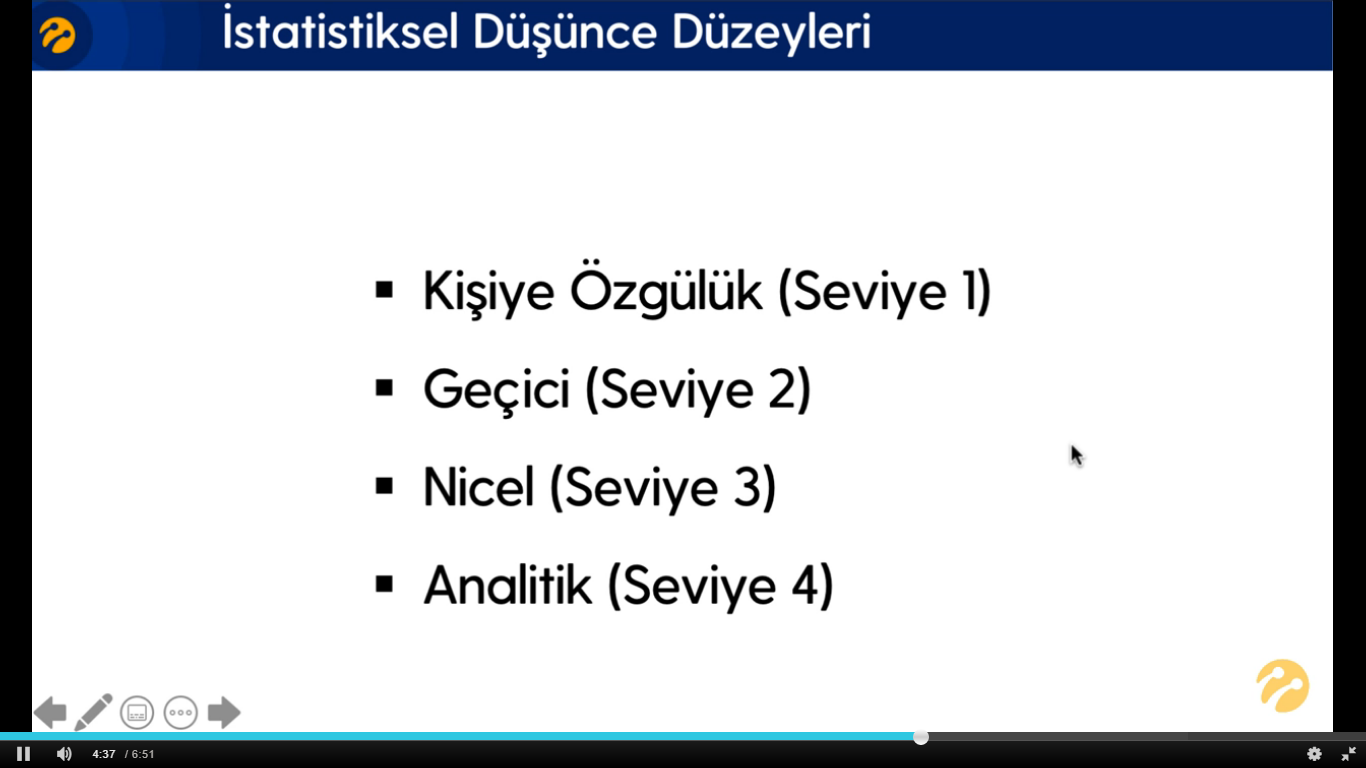 İstatistiksel Düşünce Düzeyleri
▪ Kişiye Özgülük (Seviye 1)
▪ Geçici (Seviye 2)
▪ Nicel (Seviye 3)
▪ Analitik (Seviye 4)
4:37 / 6:51